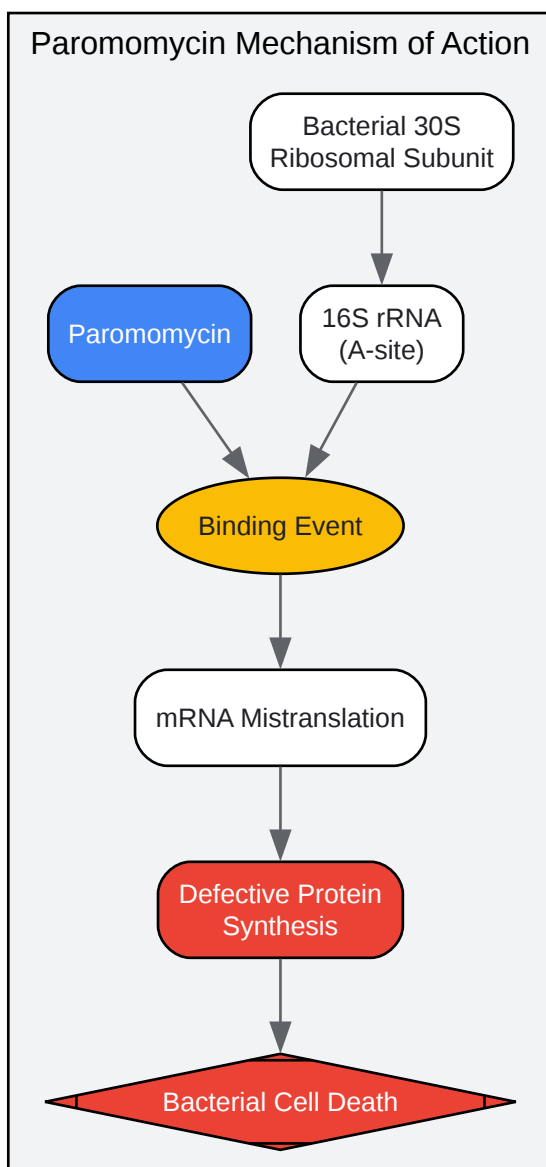 Paromomycin Mechanism of Action
Bacterial 30S
Ribosomal Subunit
Paromomycin
16S rRNA
(A-site)
Binding Event
mRNA Mistranslation
Defective Protein
Synthesis
Bacterial Cell Death